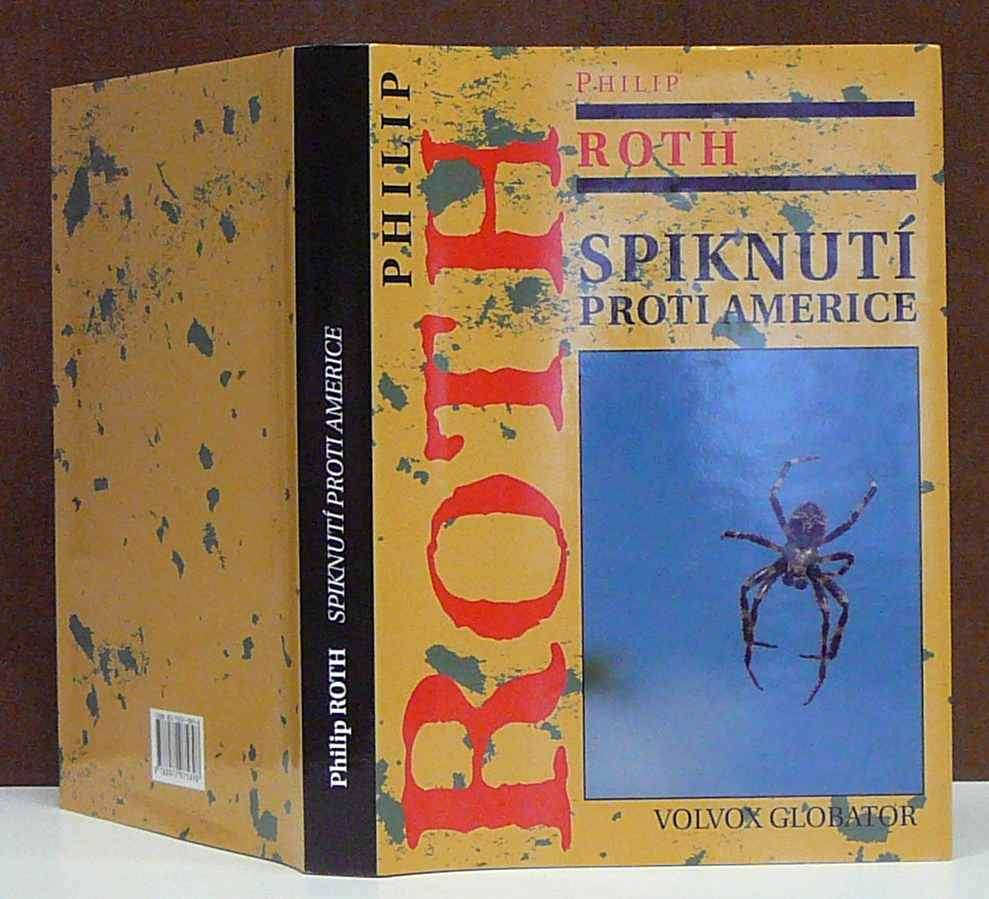 Philip ROTH SPIKNUTÍ PROTI AMERICE
PHILIP
ROTH
PHILIP
ROTH
SPIKNUTÍ
PROTI AMERICE
VOLVOX GLOBATOR